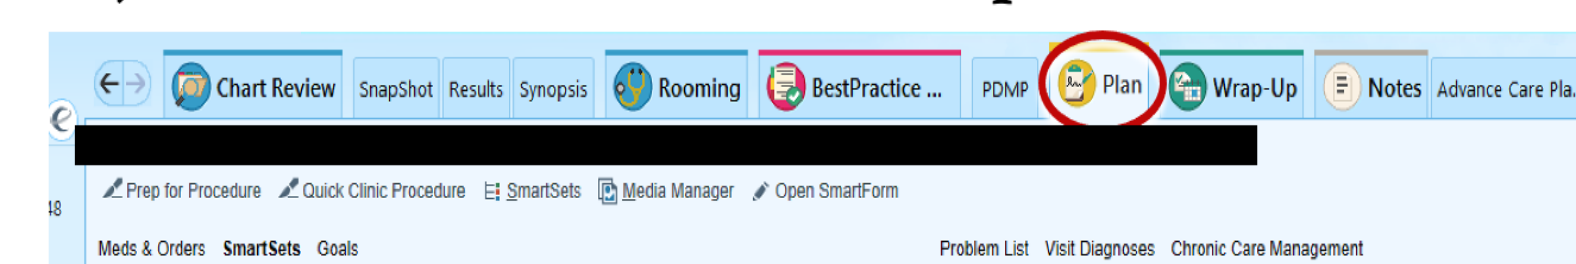 Chart Review SnapShot Results Synopsis Rooming BestPractice ... PDMP Plan Wrap-Up Notes Advance Care Pla.
Prep for Procedure Quick Clinic Procedure SmartSets Media Manager Open SmartForm
48
Meds & Orders SmartSets Goals Problem List Visit Diagnoses Chronic Care Management